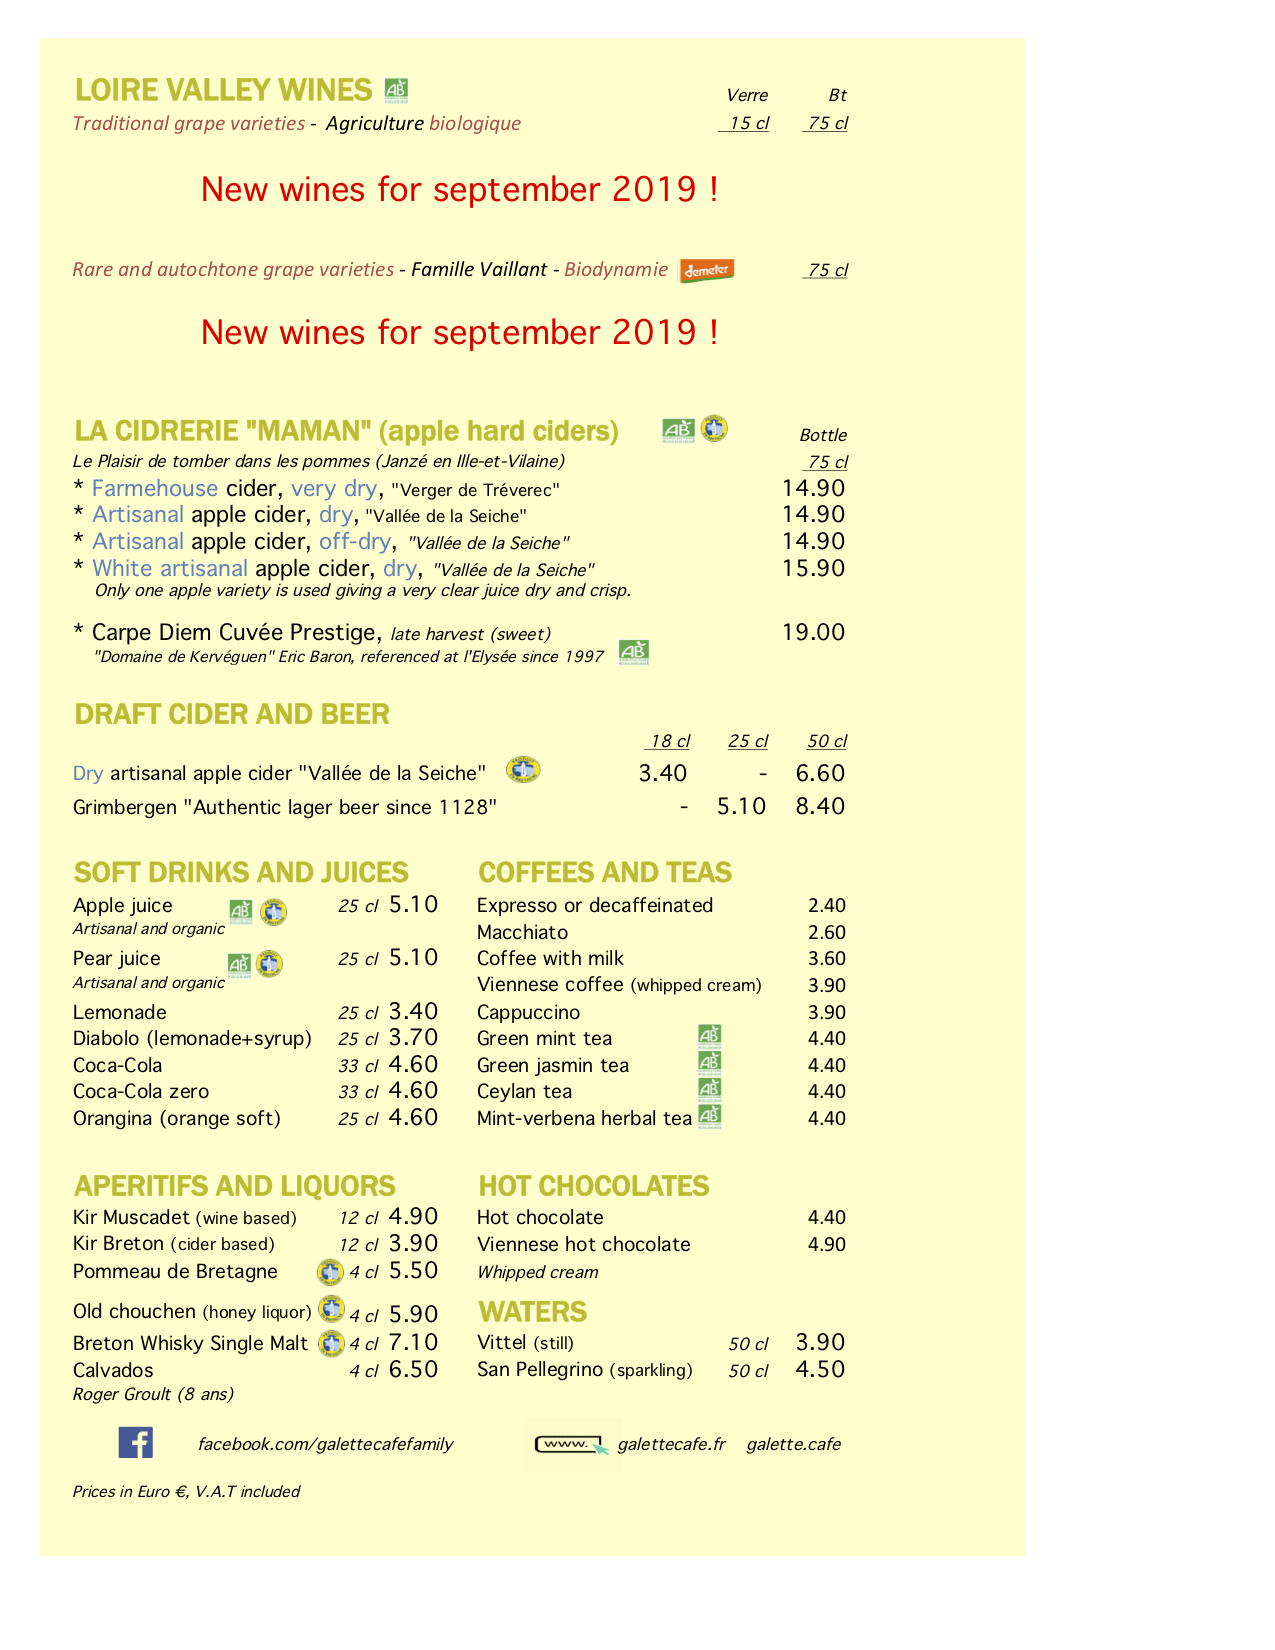 LOIRE VALLEY WINES AB Verre Bt
Traditional grape varieties - Agriculture biologique 15 cl 75 cl
New wines for september 2019 !
Rare and autochtone grape varieties - Famille Vaillant - Biodynamie demeter 75 cl
New wines for september 2019 !
LA CIDRERIE "MAMAN" (apple hard ciders) AB Bottle
Le Plaisir de tomber dans les pommes (Janzé en Ille-et-Vilaine) 75 cl
* Farmehouse cider, very dry, "Verger de Tréverec" 14.90
* Artisanal apple cider, dry, "Vallée de la Seiche" 14.90
* Artisanal apple cider, off-dry, "Vallée de la Seiche" 14.90
* White artisanal apple cider, dry, "Vallée de la Seiche" 15.90
Only one apple variety is used giving a very clear juice dry and crisp.
* Carpe Diem Cuvée Prestige, late harvest (sweet) 19.00
"Domaine de Kervéguen" Eric Baron, referenced at l'Elysée since 1997 AB
DRAFT CIDER AND BEER
18 cl 25 cl 50 cl
Dry artisanal apple cider "Vallée de la Seiche" 3.40 - 6.60
Grimbergen "Authentic lager beer since 1128" - 5.10 8.40
SOFT DRINKS AND JUICES
Apple juice AB 25 cl 5.10
Artisanal and organic
Pear juice AB 25 cl 5.10
Artisanal and organic
Lemonade 25 cl 3.40
Diabolo (lemonade+syrup) 25 cl 3.70
Coca-Cola 33 cl 4.60
Coca-Cola zero 33 cl 4.60
Orangina (orange soft) 25 cl 4.60
COFFEES AND TEAS
Expresso or decaffeinated 2.40
Macchiato 2.60
Coffee with milk 3.60
Viennese coffee (whipped cream) 3.90
Cappuccino 3.90
Green mint tea AB 4.40
Green jasmin tea AB 4.40
Ceylan tea AB 4.40
Mint-verbena herbal tea AB 4.40
APERITIFS AND LIQUORS
Kir Muscadet (wine based) 12 cl 4.90
Kir Breton (cider based) 12 cl 3.90
Pommeau de Bretagne 4 cl 5.50
Old chouchen (honey liquor) 4 cl 5.90
Breton Whisky Single Malt 4 cl 7.10
Calvados 4 cl 6.50
Roger Groult (8 ans)
HOT CHOCOLATES
Hot chocolate 4.40
Viennese hot chocolate 4.90
Whipped cream
WATERS
Vittel (still) 50 cl 3.90
San Pellegrino (sparkling) 50 cl 4.50
facebook.com/galettecafefamily www. galettecafe.fr galette.cafe
Prices in Euro €, V.A.T included